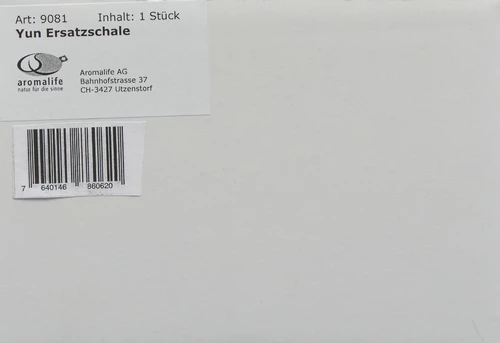 Art: 9081 Inhalt: 1 Stück
Yun Ersatzschale
aromalife
natur für die sinne
Aromalife AG
Bahnhofstrasse 37
CH-3427 Utzenstorf
7 640146 860620